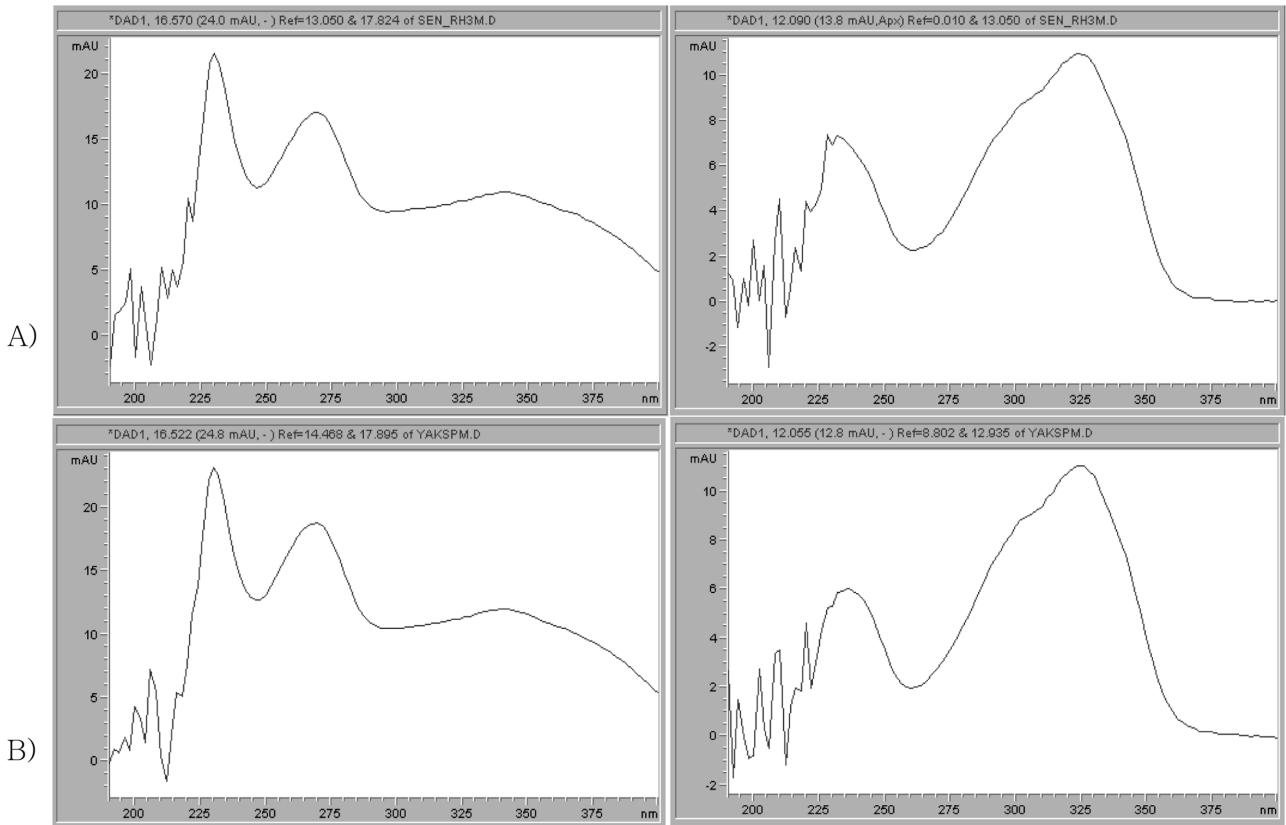 *DAD1, 16.570 (24.0 mAU, - ) Ref=13.050 & 17.824 of SEN_RH3M.D
mAU
20
15
10
5
0
200 225 250 275 300 325 350 375 nm
*DAD1, 12.090 (13.8 mAU,Apx) Ref=0.010 & 13.050 of SEN_RH3M.D
mAU
10
8
6
4
2
0
-2
200 225 250 275 300 325 350 375 nm
A)
*DAD1, 16.522 (24.8 mAU, - ) Ref=14.468 & 17.895 of YAKSPM.D
mAU
20
15
10
5
0
200 225 250 275 300 325 350 375 nm
*DAD1, 12.055 (12.8 mAU, - ) Ref=8.802 & 12.935 of YAKSPM.D
mAU
10
8
6
4
2
0
-2
200 225 250 275 300 325 350 375 nm
B)